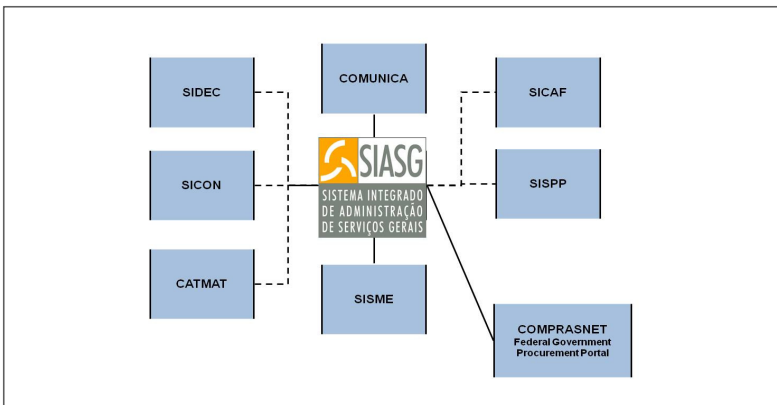 SIDEC
COMUNICA
SICAF
SICON
SIASG
SISTEMA INTEGRADO
DE ADMINISTRAÇÃO
DE SERVIÇOS GERAIS
SISPP
CATMAT
SISME
COMPRASNET
Federal Government
Procurement Portal